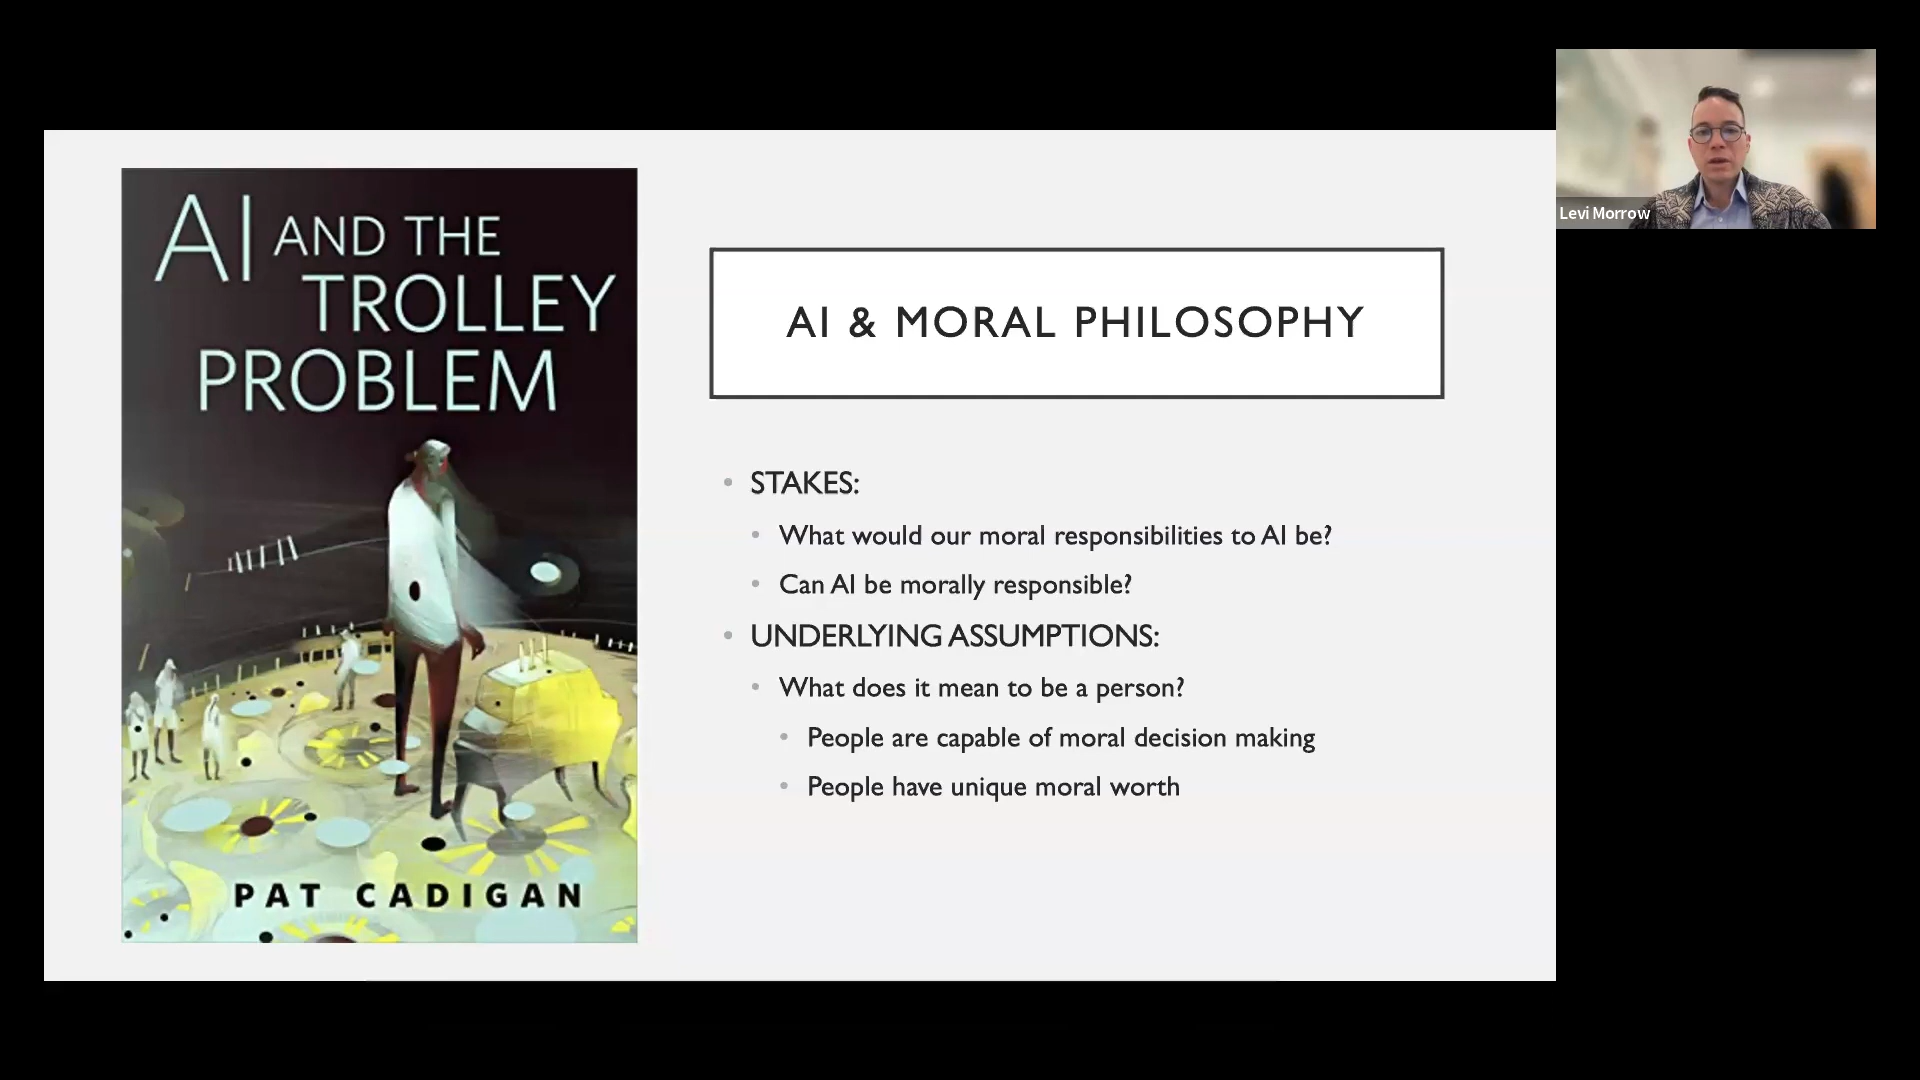 AI AND THE
TROLLEY
PROBLEM
PAT CADIGAN
AI & MORAL PHILOSOPHY
• STAKES:
• What would our moral responsibilities to AI be?
• Can AI be morally responsible?
• UNDERLYING ASSUMPTIONS:
• What does it mean to be a person?
• People are capable of moral decision making
• People have unique moral worth
Levi Morrow